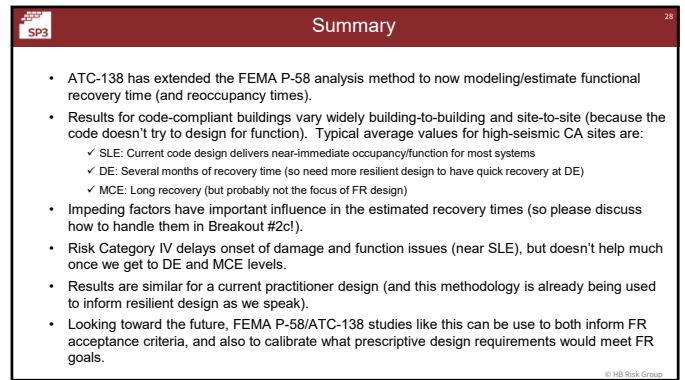 SP3
Summary
28
• ATC-138 has extended the FEMA P-58 analysis method to now modeling/estimate functional
recovery time (and reoccupancy times).
• Results for code-compliant buildings vary widely building-to-building and site-to-site (because the
code doesn't try to design for function).  Typical average values for high-seismic CA sites are:
✓ SLE: Current code design delivers near-immediate occupancy/function for most systems
✓ DE: Several months of recovery time (so need more resilient design to have quick recovery at DE)
✓ MCE: Long recovery (but probably not the focus of FR design)
• Impeding factors have important influence in the estimated recovery times (so please discuss
how to handle them in Breakout #2c!).
• Risk Category IV delays onset of damage and function issues (near SLE), but doesn't help much
once we get to DE and MCE levels.
• Results are similar for a current practitioner design (and this methodology is already being used
to inform resilient design as we speak).
• Looking toward the future, FEMA P-58/ATC-138 studies like this can be use to both inform FR
acceptance criteria, and also to calibrate what prescriptive design requirements would meet FR
goals.
© HB Risk Group